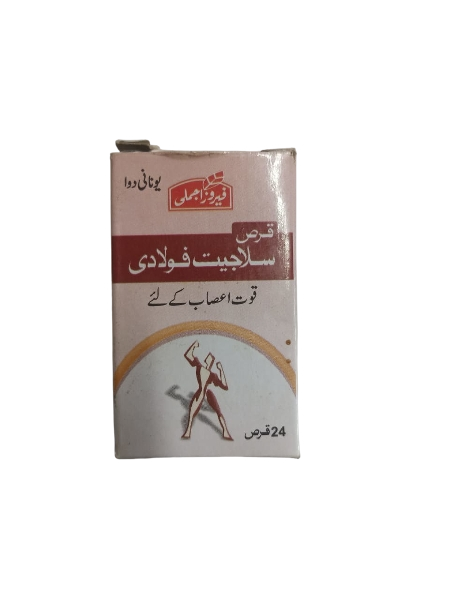 یونانی دوا
فیروز اجملی
قرص
سلاجیت فولادی
قوت اعصاب کے لئے
24 قرص